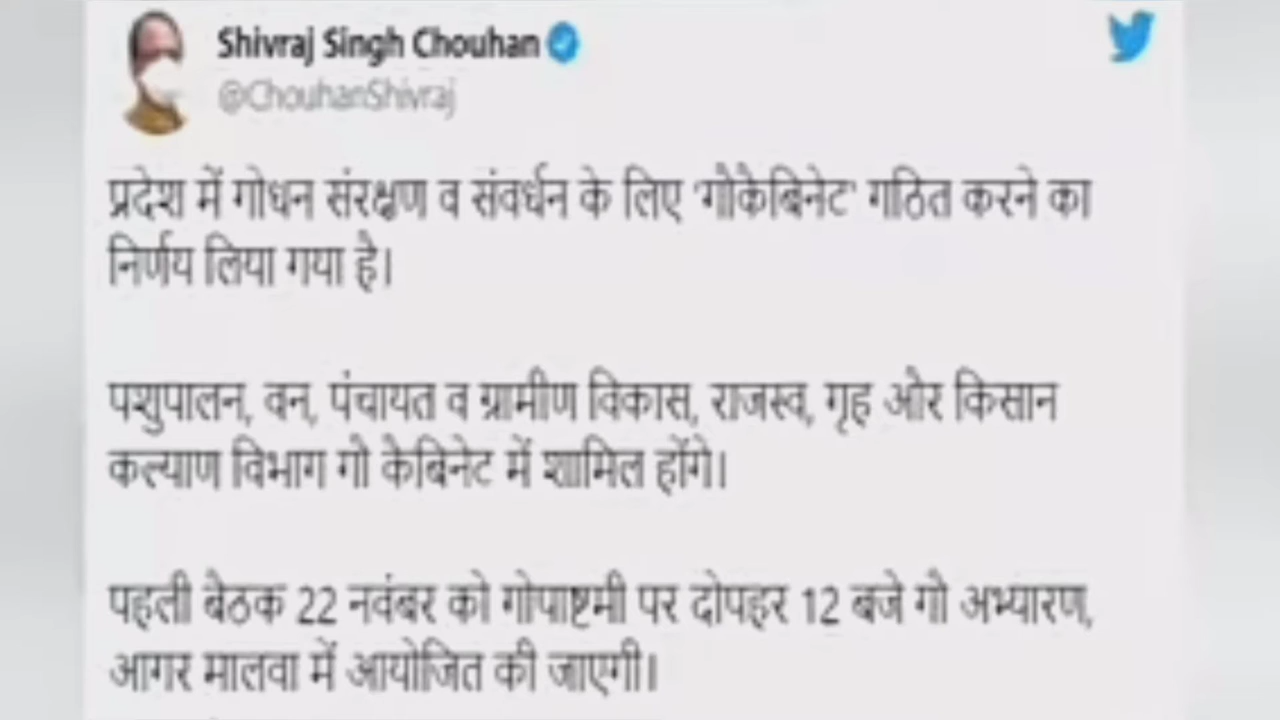 Shivraj Singh Chouhan
@ChouhanShivraj
प्रदेश में गोधन संरक्षण व संवर्धन के लिए 'गौकैबिनेट' गठित करने का
निर्णय लिया गया है।
पशुपालन, वन, पंचायत व ग्रामीण विकास, राजस्व, गृह और किसान
कल्याण विभाग गौ कैबिनेट में शामिल होंगे।
पहली बैठक 22 नवंबर को गोपाष्टमी पर दोपहर 12 बजे गौ अभ्यारण,
आगर मालवा में आयोजित की जाएगी।